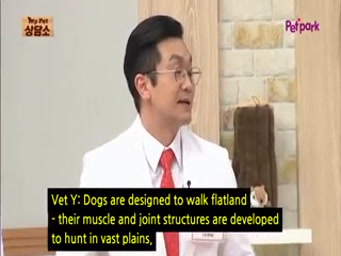 My Pet
상담소
Petpark
Vet Y: Dogs are designed to walk flatland
- their muscle and joint structures are developed
to hunt in vast plains,